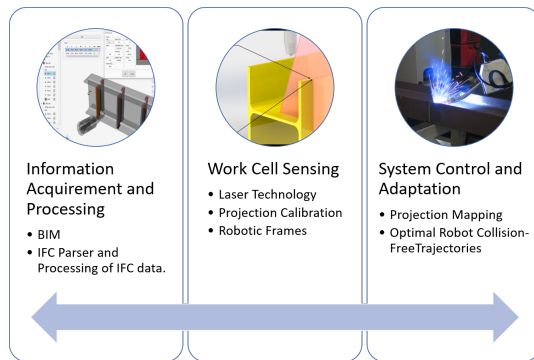 Information
Acquirement and
Processing
• BIM
• IFC Parser and
Processing of IFC data.
Work Cell Sensing
• Laser Technology
• Projection Calibration
• Robotic Frames
System Control and
Adaptation
• Projection Mapping
• Optimal Robot Collision-
FreeTrajectories